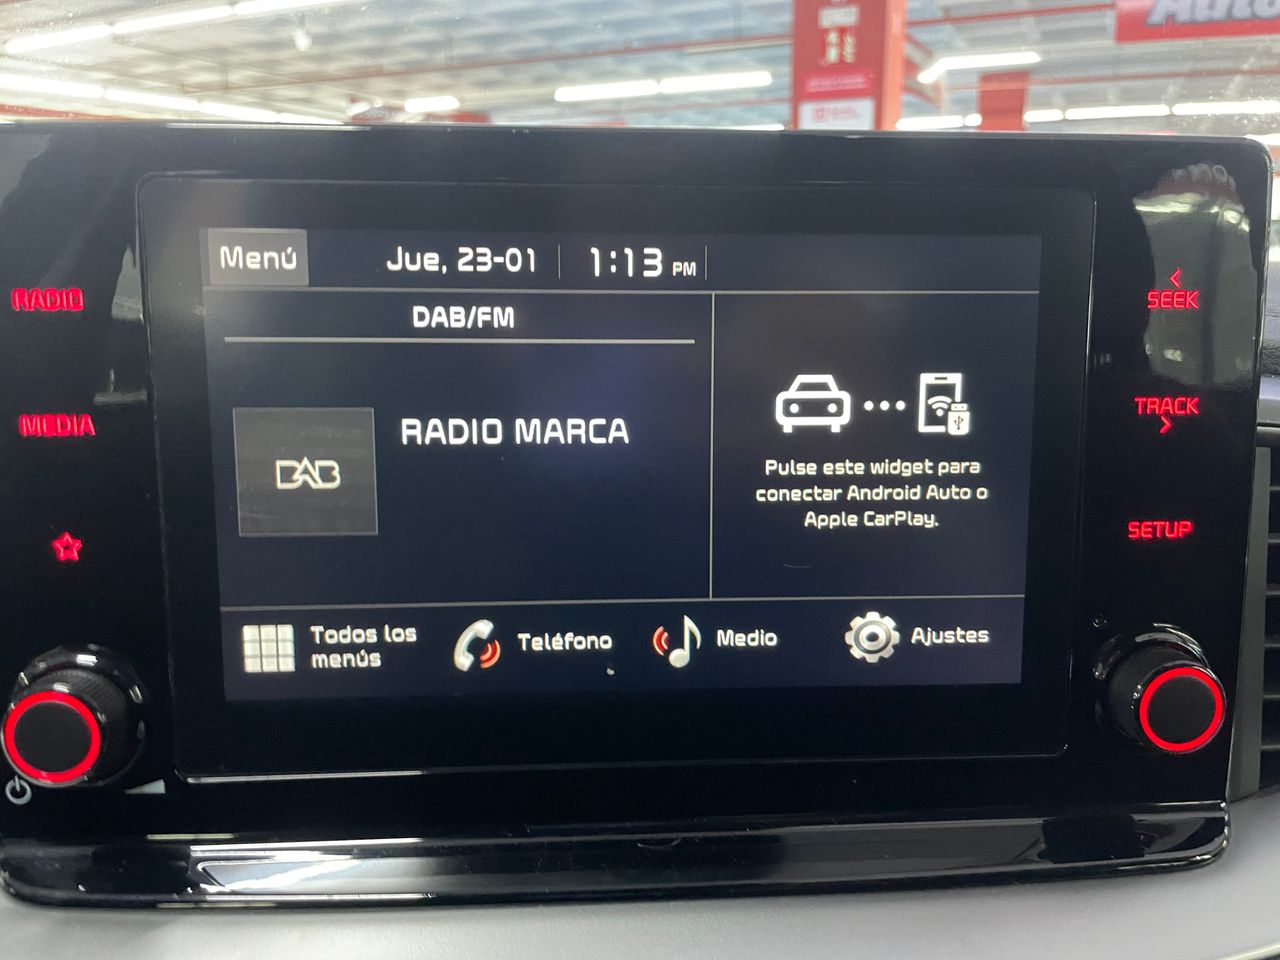 Auto
Menú
Jue, 23-01
1:13 PM
RADIO
MEDIA
DAB/FM
DAB
RADIO MARCA
Pulse este widget para
conectar Android Auto o
Apple CarPlay.
< SEEK
TRACK >
SETUP
Todos los
menús
Teléfono
Medio
Ajustes